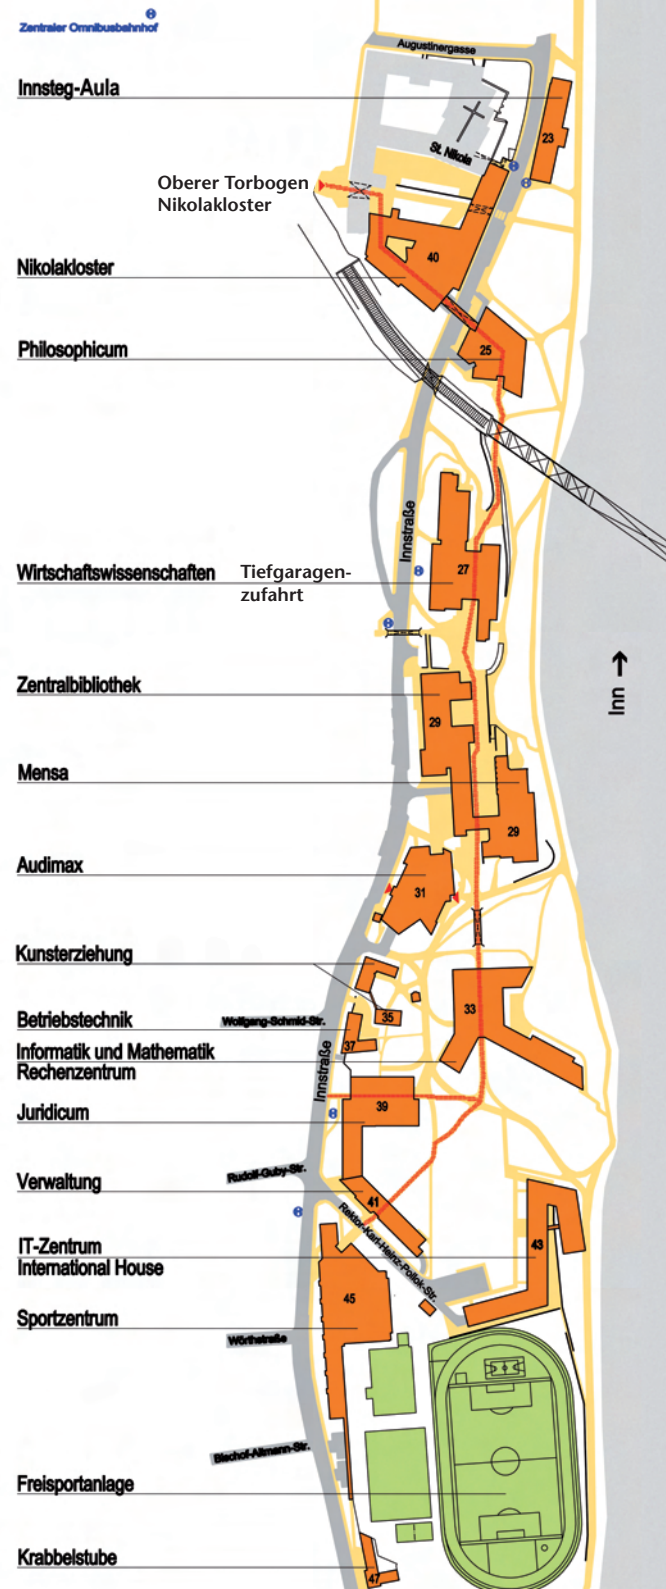 Zentraler Omnibusbahnhof
Augustinergasse
Innsteg-Aula
23
St. Nikola
Oberer Torbogen
Nikolakloster
40
Nikolakloster
Philosophicum
25
Innstraße
Wirtschaftswissenschaften
Tiefgaragen-
zufahrt
27
Zentralbibliothek
29
Inn
Mensa
29
Audimax
31
Kunsterziehung
35
33
Betriebstechnik
Wolfgang-Schmid-Str.
37
Informatik und Mathematik
Rechenzentrum
Innstraße
Juridicum
39
Verwaltung
Rudolf-Guby-Str.
41
Rektor-Karl-Heinz-Pollok-Str.
IT-Zentrum
International House
43
Sportzentrum
45
Wörthstraße
Bischof-Altmann-Str.
Freisportanlage
Krabbelstube
47